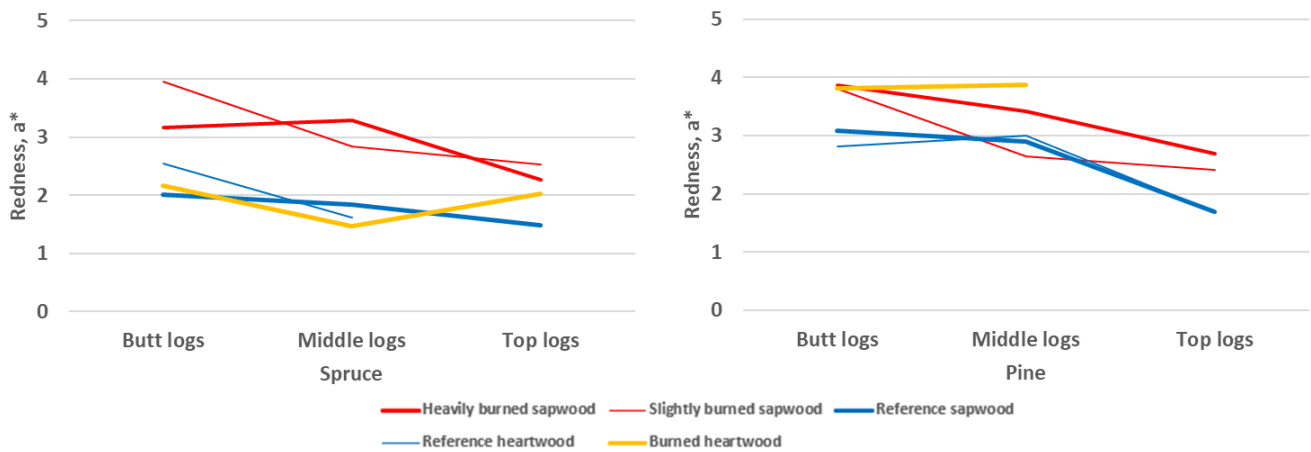 Redness, a*
5
4
3
2
1
0
Butt logs Middle logs Top logs
Spruce
Redness, a*
5
4
3
2
1
0
Butt logs Middle logs Top logs
Pine
Heavily burned sapwood Slightly burned sapwood Reference sapwood
Reference heartwood Burned heartwood